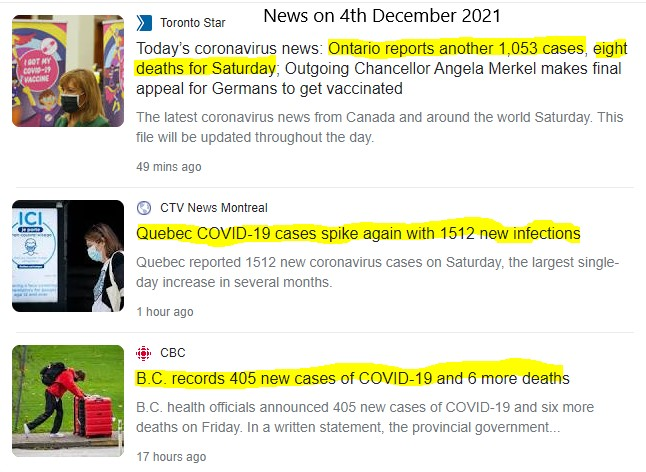 News on 4th December 2021
Toronto Star
Today's coronavirus news: Ontario reports another 1,053 cases, eight
deaths for Saturday; Outgoing Chancellor Angela Merkel makes final
appeal for Germans to get vaccinated
The latest coronavirus news from Canada and around the world Saturday. This
file will be updated throughout the day.
49 mins ago
I GOT MY
COVID-19
VACCINE
CTV News Montreal
Quebec COVID-19 cases spike again with 1512 new infections
Quebec reported 1512 new coronavirus cases on Saturday, the largest single-
day increase in several months.
1 hour ago
ICI
je porte
CBC
B.C. records 405 new cases of COVID-19 and 6 more deaths
B.C. health officials announced 405 new cases of COVID-19 and six more
deaths on Friday. In a written statement, the provincial government...
17 hours ago